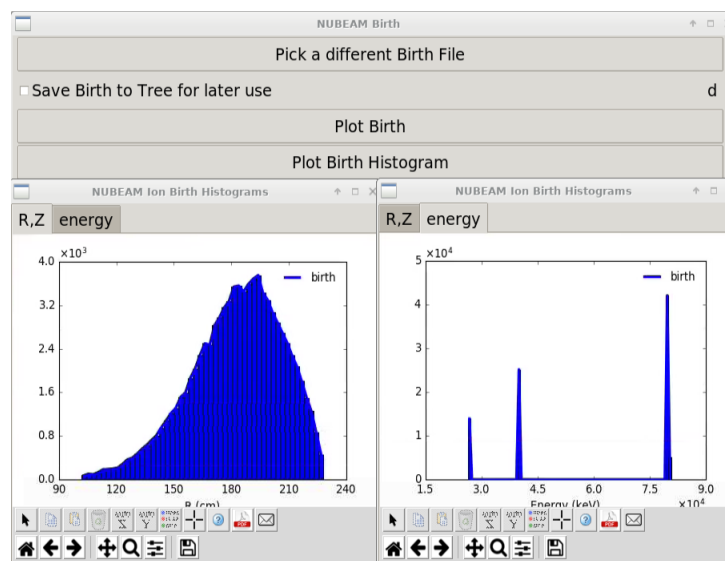 NUBEAM Birth
Pick a different Birth File
Save Birth to Tree for later use d
Plot Birth
Plot Birth Histogram
NUBEAM Ion Birth Histograms
R,Z energy
×10³
birth
4.0
3.2
2.4
1.6
0.8
0.0
90 120 150 180 210 240
R (cm)
PDF
NUBEAM Ion Birth Histograms
R,Z energy
×10⁴
birth
5
4
3
2
1
0
1.5 3.0 4.5 6.0 7.5 9.0
Energy (keV) ×10⁴
PDF